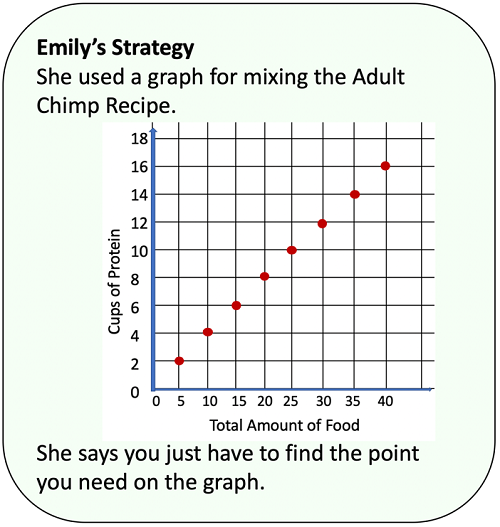 Emily's Strategy
She used a graph for mixing the Adult
Chimp Recipe.
18
16
14
12
10
8
6
4
2
0
Cups of Protein
0 5 10 15 20 25 30 35 40
Total Amount of Food
She says you just have to find the point
you need on the graph.